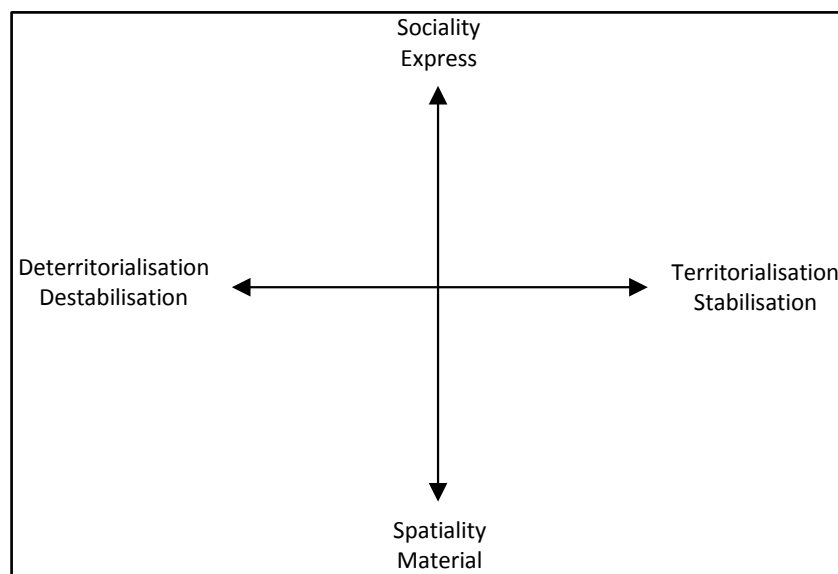 Sociality
Express
Deterritorialisation
Destabilisation
Territorialisation
Stabilisation
Spatiality
Material